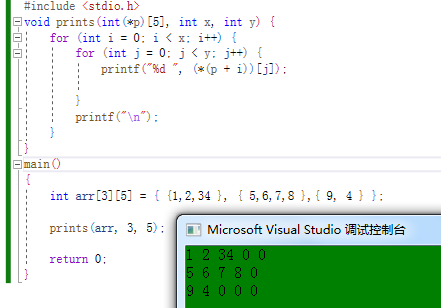 #include <stdio.h>
void prints(int(*p)[5], int x, int y) {
    for (int i = 0; i < x; i++) {
        for (int j = 0; j < y; j++) {
            printf("%d ", (*(p + i))[j]);
        }
        printf("\n");
    }
}
main()
{
    int arr[3][5] = { {1,2,34 }, { 5,6,7,8 },{ 9, 4 } };
    prints(arr, 3, 5);
    return 0;
}
Microsoft Visual Studio 调试控制台
1 2 34 0 0
5 6 7 8 0
9 4 0 0 0